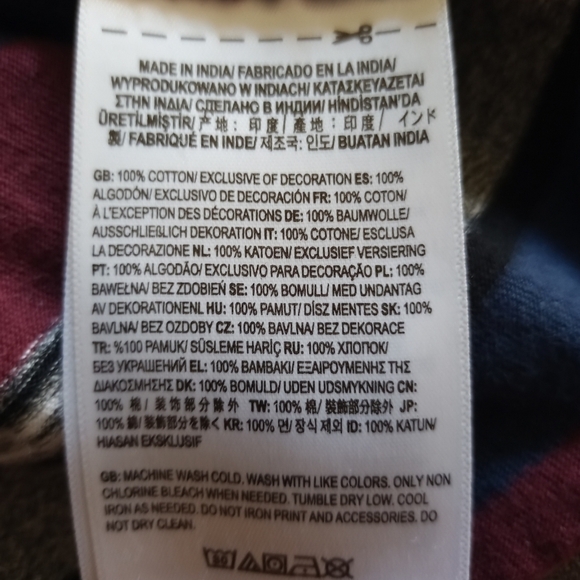 MADE IN INDIA/ FABRICADO EN LA INDIA/
WYPRODUKOWANO W INDIACH/ ΚΑΤΑΣΚΕΥΑΖΕΤΑΙ
ΣΤΗΝ ΙΝΔΙΑ/ СДЕЛАНО В ИНДИИ/ HİNDİSTAN'DA
ÜRETİLMİŞTİR/ 产地：印度/ 產地：印度/ インド
製/ FABRIQUÉ EN INDE/ 제조국: 인도/ BUATAN INDIA
GB: 100% COTTON/ EXCLUSIVE OF DECORATION ES: 100%
ALGODÓN/ EXCLUSIVO DE DECORACIÓN FR: 100% COTON/
À L'EXCEPTION DES DÉCORATIONS DE: 100% BAUMWOLLE/
AUSSCHLIEßLICH DEKORATION IT: 100% COTONE/ ESCLUSA
LA DECORAZIONE NL: 100% KATOEN/ EXCLUSIEF VERSIERING
PT: 100% ALGODÃO/ EXCLUSIVO PARA DECORAÇÃO PL: 100%
BAWEŁNA/ BEZ ZDOBIEŃ SE: 100% BOMULL/ MED UNDANTAG
AV DEKORATIONENL HU: 100% PAMUT/ DÍSZ MENTES SK: 100%
BAVLNA/ BEZ OZDOBY CZ: 100% BAVLNA/ BEZ DEKORACE
TR: %100 PAMUK/ SÜSLEME HARİÇ RU: 100% ХЛОПОК/
БЕЗ УКРАШЕНИЙ EL: 100% ΒΑΜΒΑΚΙ/ ΕΞΑΙΡΟΥΜΕΝΗΣ ΤΗΣ
ΔΙΑΚΟΣΜΗΣΗΣ DK: 100% BOMULD/ UDEN UDSMYKNING CN:
100% 棉/ 装饰部分除外 TW: 100% 棉/ 裝飾部分除外 JP:
100% 綿/ 装飾部分を除く KR: 100% 면/ 장식 제외 ID: 100% KATUN/
HIASAN EKSKLUSIF
GB: MACHINE WASH COLD. WASH WITH LIKE COLORS. ONLY NON
CHLORINE BLEACH WHEN NEEDED. TUMBLE DRY LOW. COOL
IRON AS NEEDED. DO NOT IRON PRINT AND ACCESSORIES. DO
NOT DRY CLEAN.